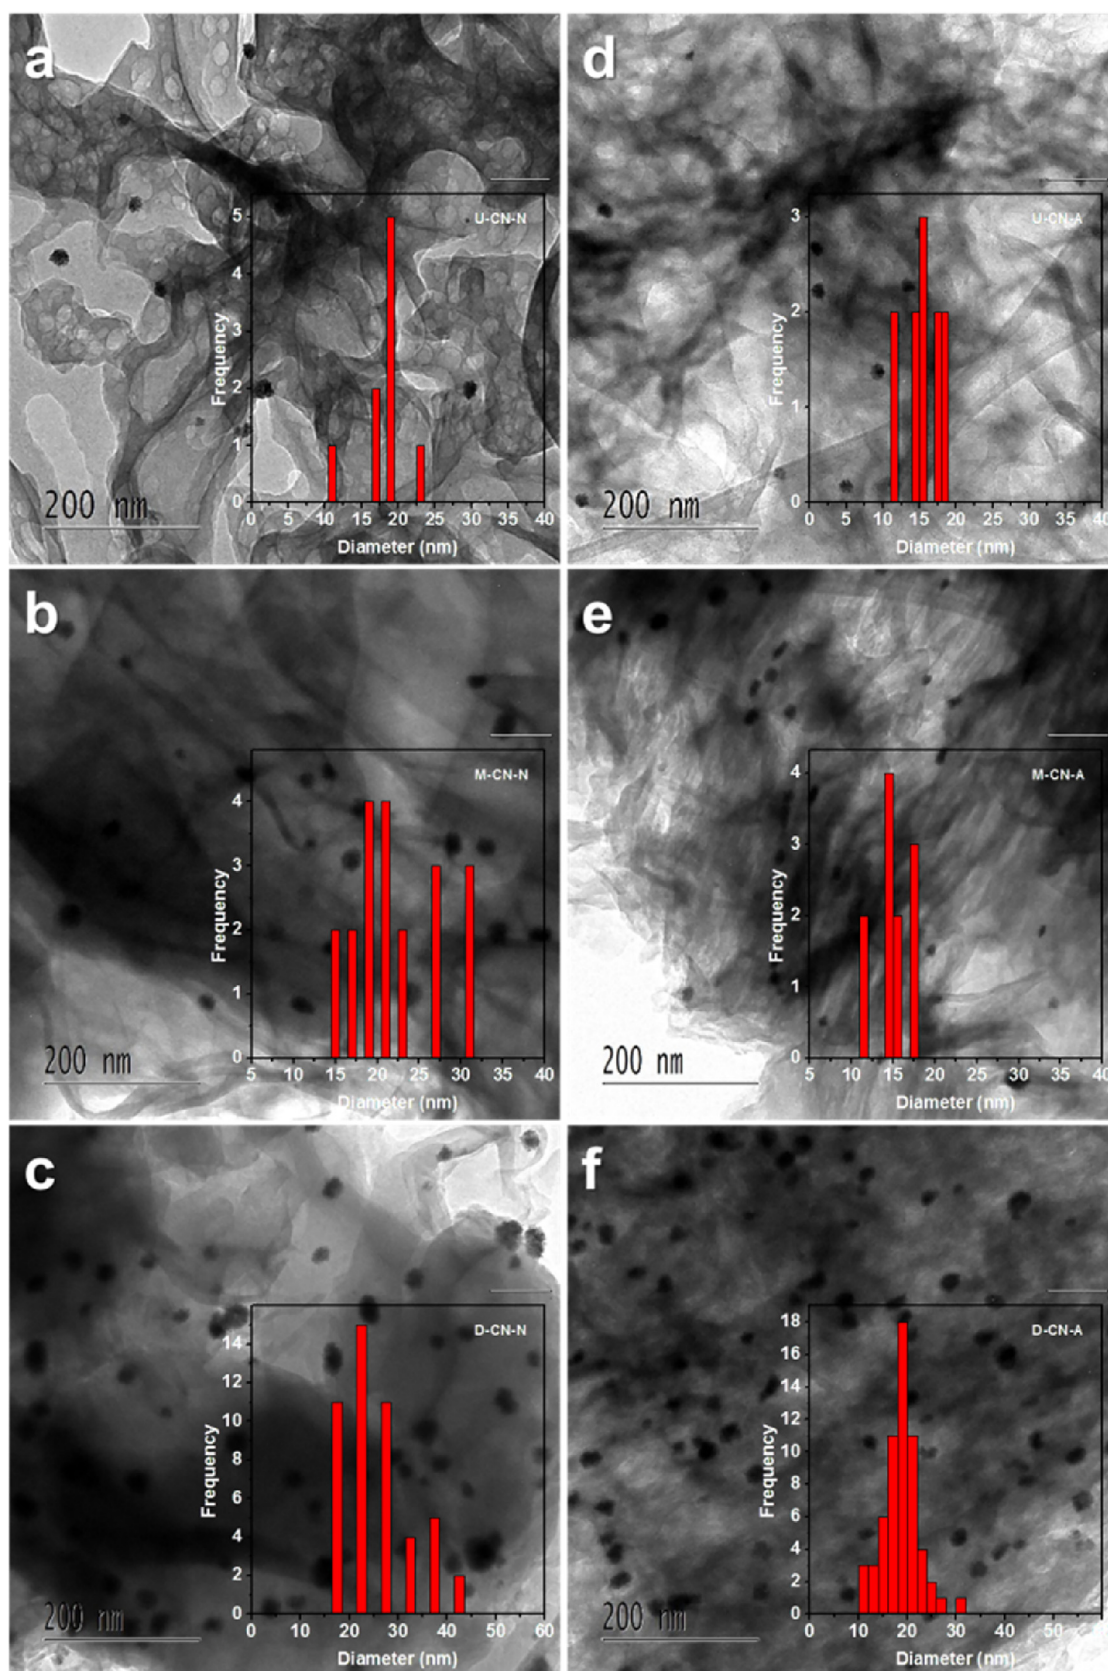 a
U-CN-N
5
4
3
2
1
0
Frequency
0 5 10 15 20 25 30 35 40
Diameter (nm)
200 nm
d
U-CN-A
3
2
1
0
Frequency
0 5 10 15 20 25 30 35 40
Diameter (nm)
200 nm
b
M-CN-N
4
3
2
1
0
Frequency
5 10 15 20 25 30 35 40
Diameter (nm)
200 nm
e
M-CN-A
4
3
2
1
0
Frequency
0 5 10 15 20 25 30 35 40
Diameter (nm)
200 nm
c
D-CN-N
14
12
10
8
6
4
2
0
Frequency
0 10 20 30 40 50 60
Diameter (nm)
200 nm
f
D-CN-A
18
16
14
12
10
8
6
4
2
0
Frequency
0 10 20 30 40 50
Diameter (nm)
200 nm